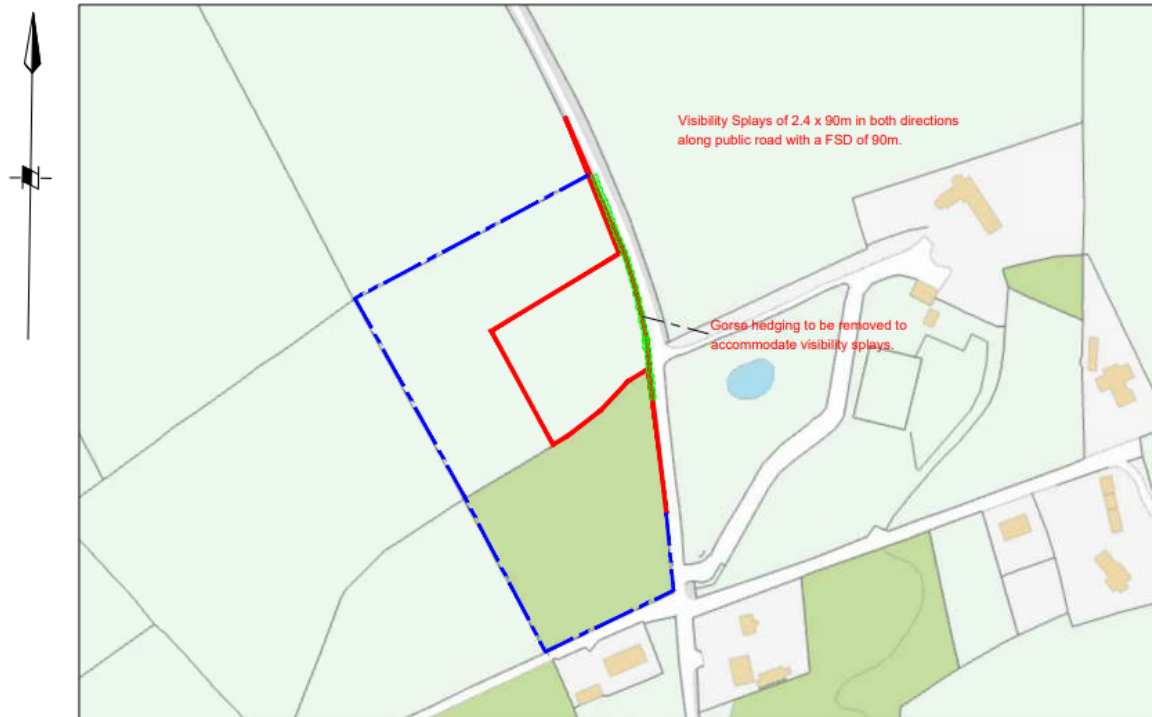 Visibility Splays of 2.4 x 90m in both directions
along public road with a FSD of 90m.
Gorse hedging to be removed to
accommodate visibility splays.